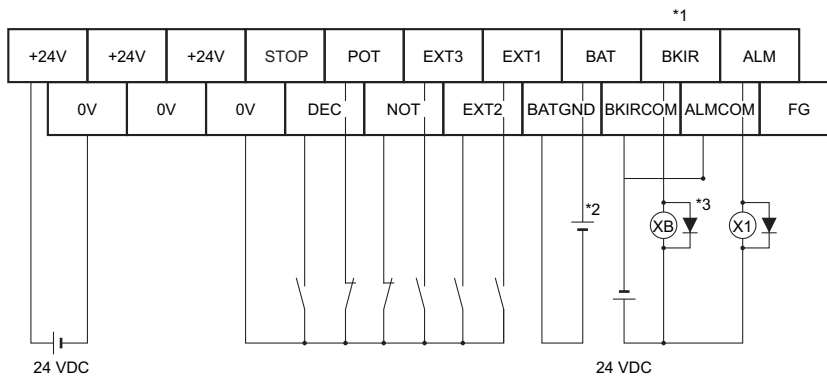 *1
+24V +24V +24V STOP POT EXT3 EXT1 BAT BKIR ALM
0V 0V 0V DEC NOT EXT2 BATGND BKIRCOM ALMCOM FG
*2 XB *3 X1
24 VDC 24 VDC